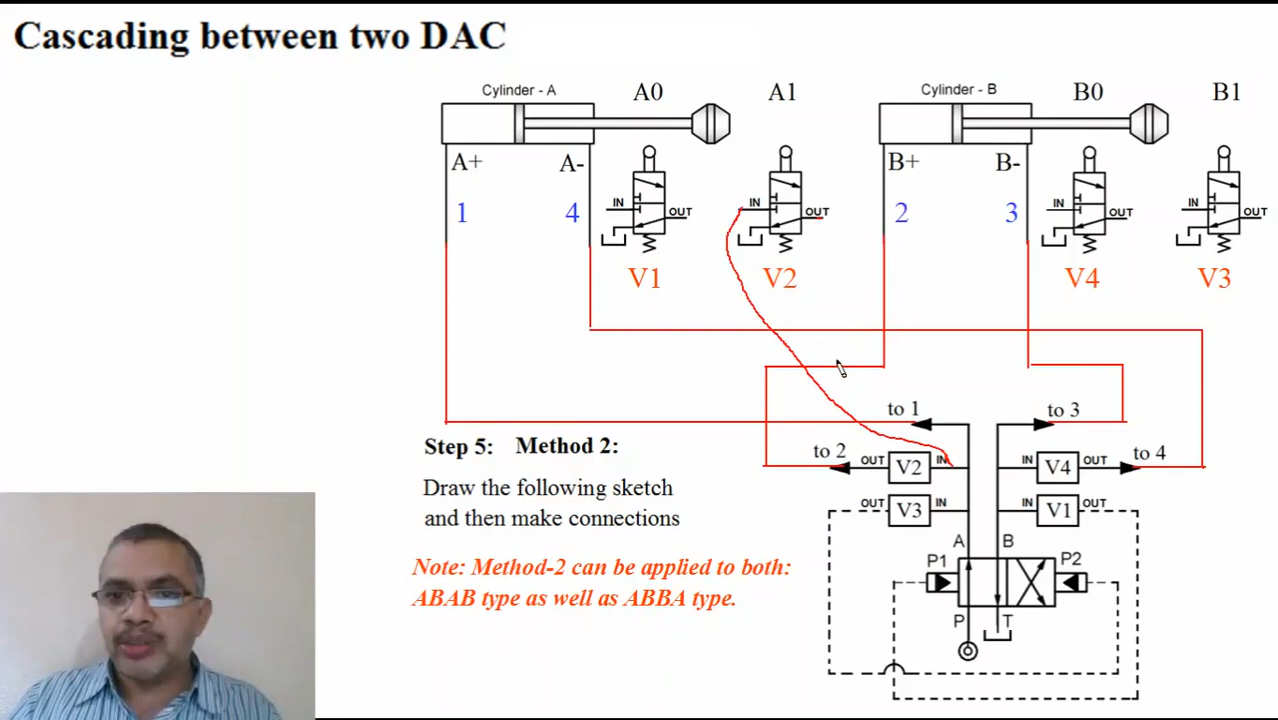 Cascading between two DAC
Cylinder - A A0 A1 Cylinder - B B0 B1
A+ A- B+ B-
1 4 IN OUT IN OUT 2 3 IN OUT IN OUT
V1 V2 V4 V3
to 1 to 3
Step 5: Method 2:
to 2 OUT V2 IN IN V4 OUT to 4
Draw the following sketch
OUT V3 IN IN V1 OUT
and then make connections
A B
P1 P2
Note: Method-2 can be applied to both:
ABAB type as well as ABBA type.
P T